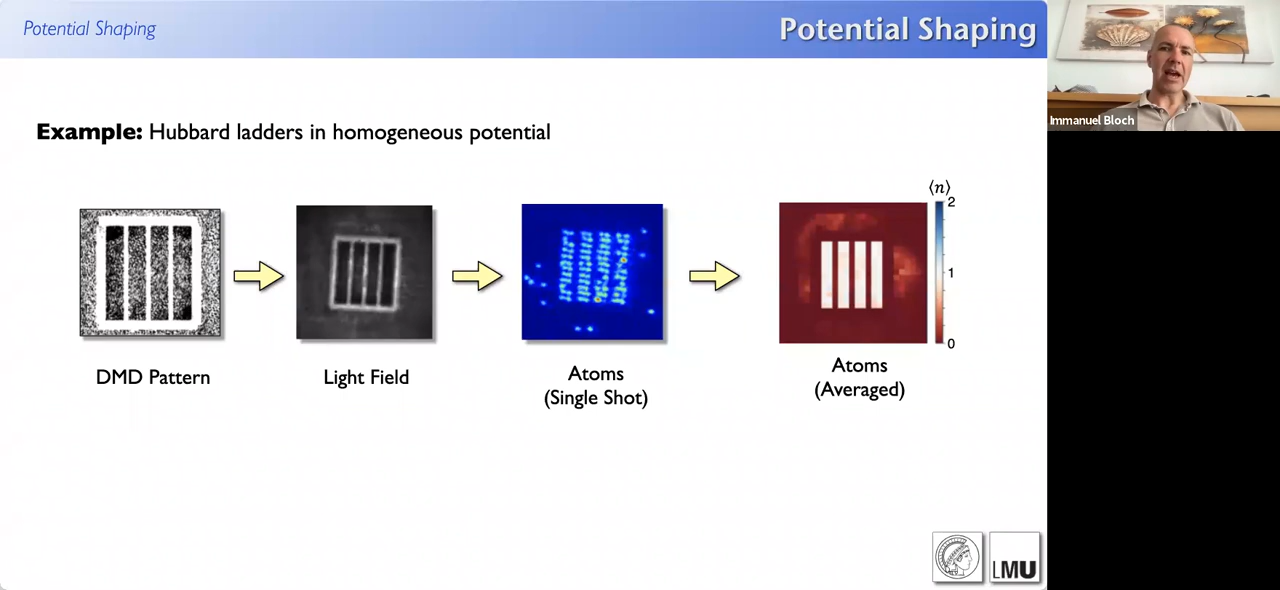 Potential Shaping
Potential Shaping
Immanuel Bloch
Example: Hubbard ladders in homogeneous potential
⟨n⟩
2
1
0
DMD Pattern
Light Field
Atoms
(Single Shot)
Atoms
(Averaged)
LMU